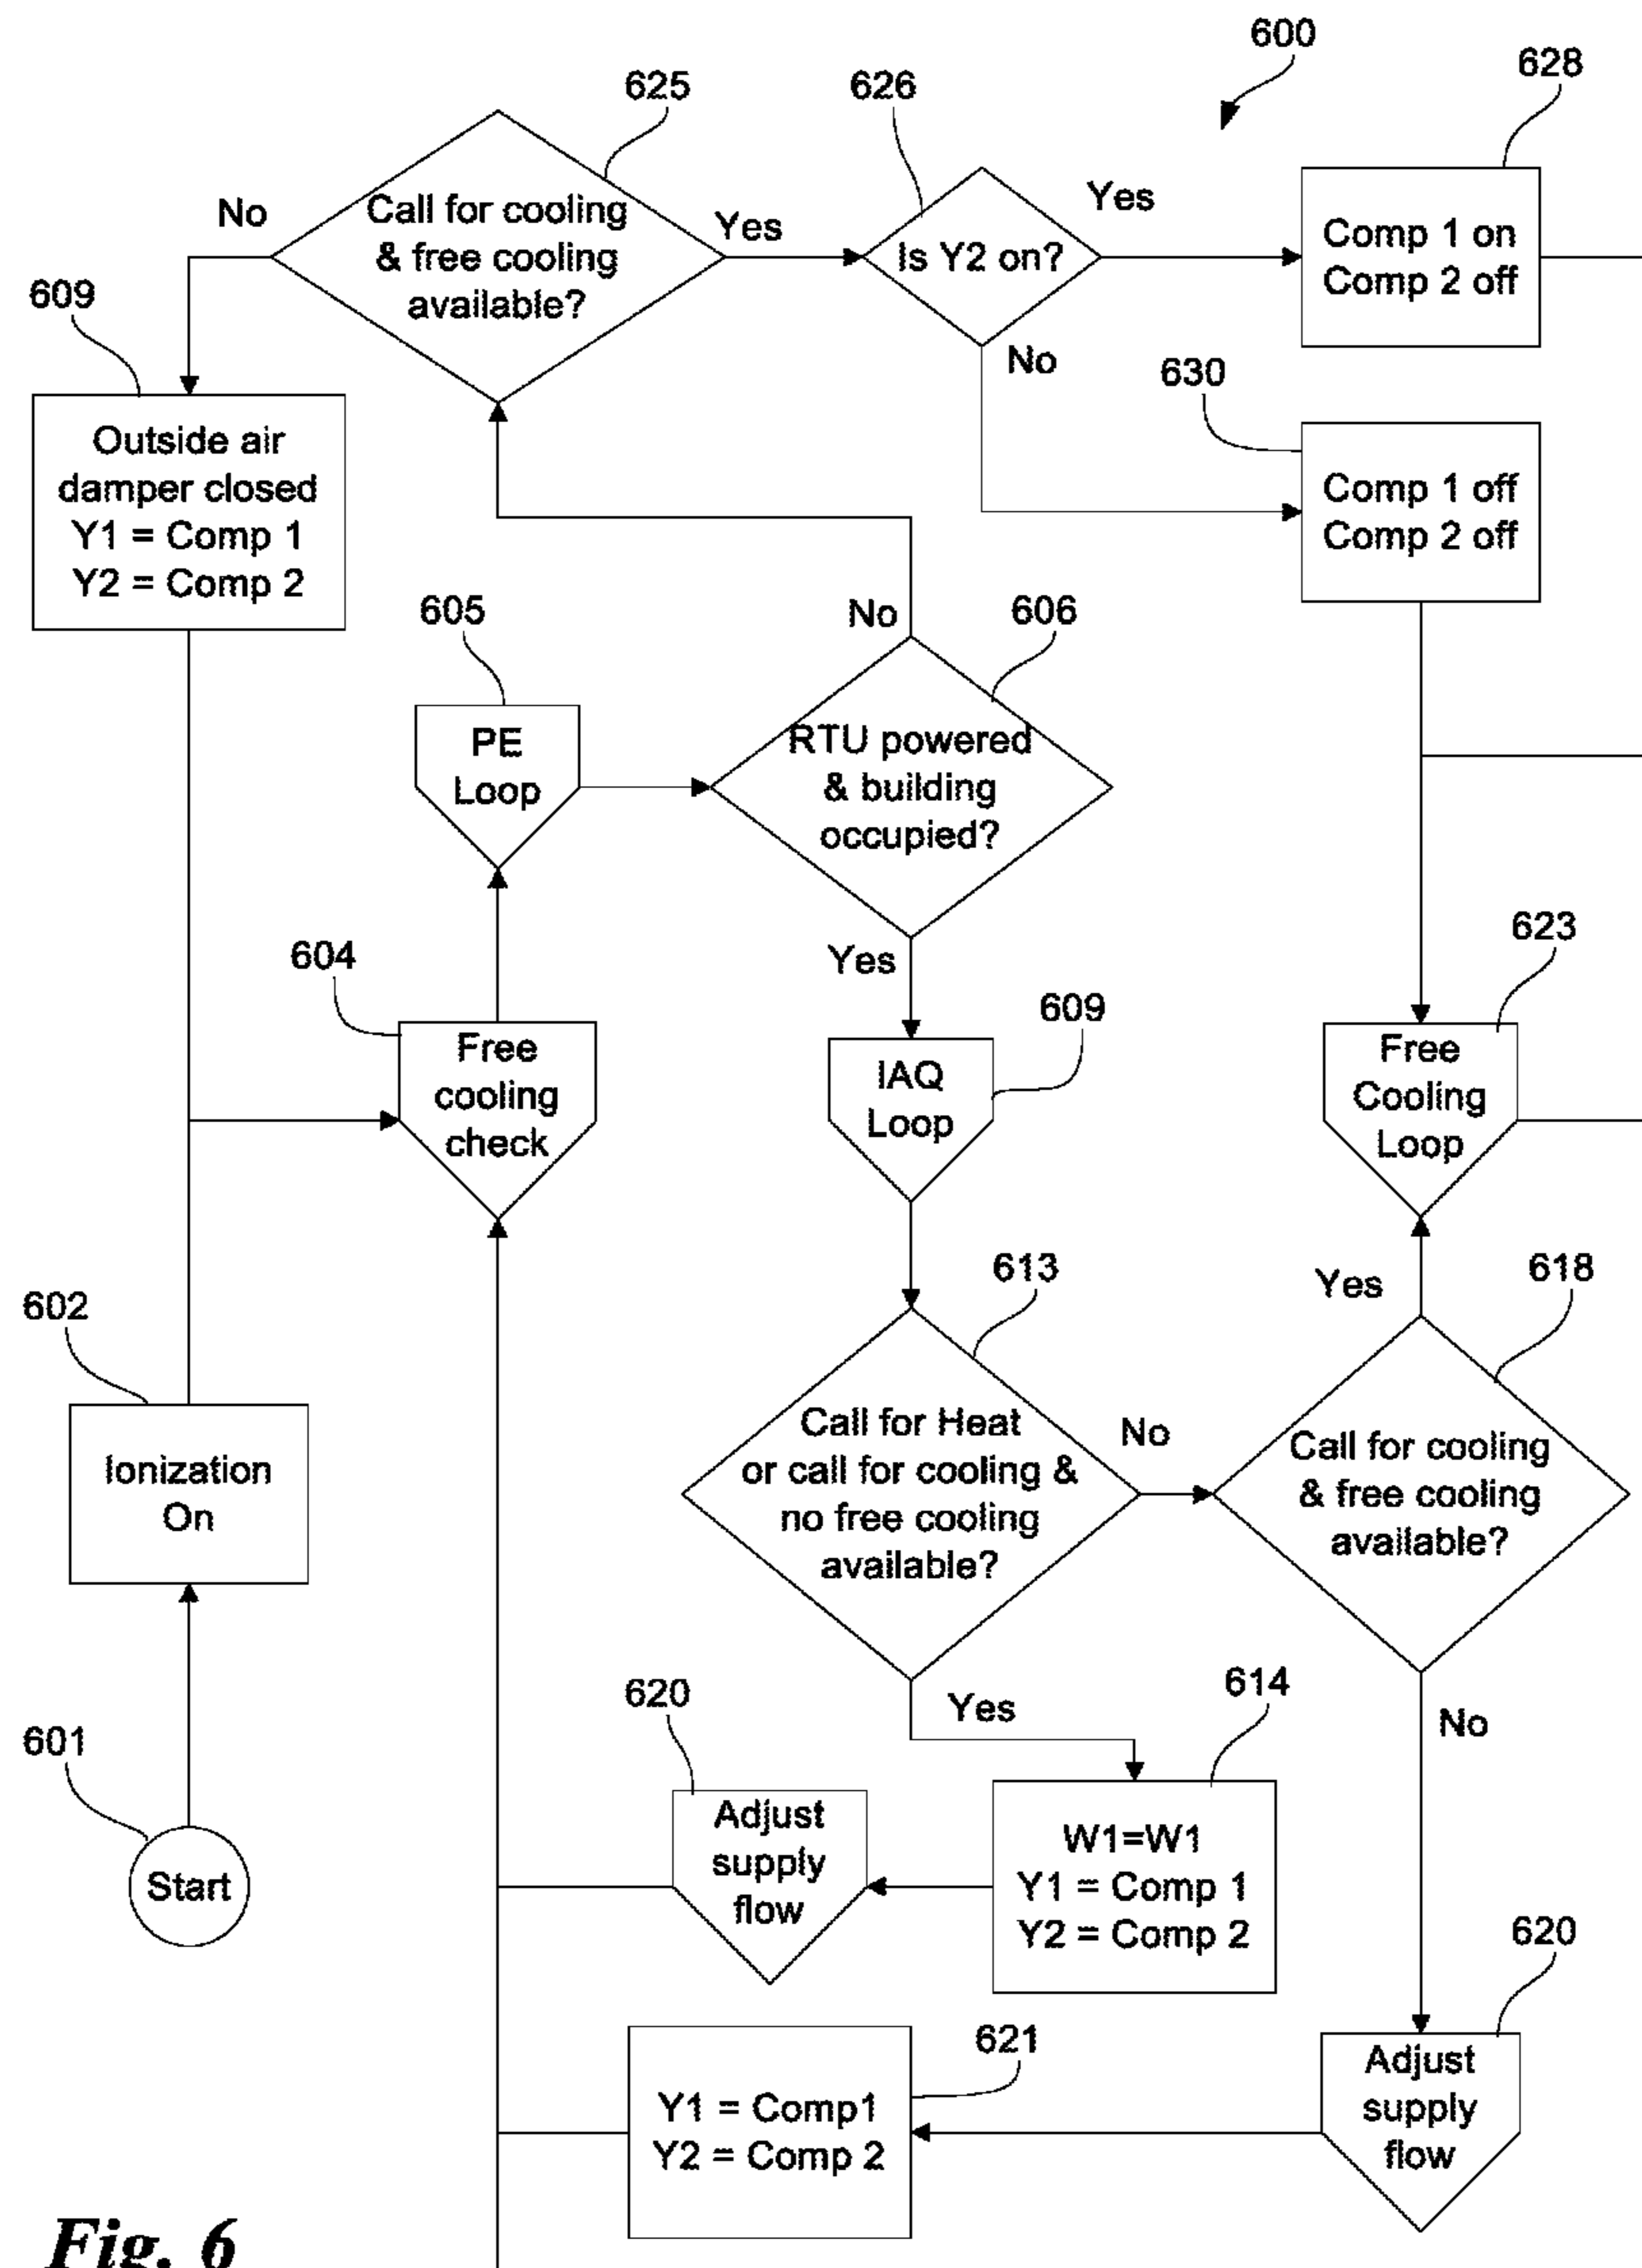 600
628
625
626
No
Call for cooling
& free cooling
available?
Yes
Is Y2 on?
Yes
Comp 1 on
Comp 2 off
609
No
630
Outside air
damper closed
Y1 = Comp 1
Y2 = Comp 2
Comp 1 off
Comp 2 off
605
No
606
PE
Loop
RTU powered
& building
occupied?
604
Yes
623
609
Free
cooling
check
IAQ
Loop
Free
Cooling
Loop
602
613
Yes
618
Ionization
On
Call for Heat
or call for cooling &
no free cooling
available?
No
Call for cooling
& free cooling
available?
601
620
Yes
614
No
Start
Adjust
supply
flow
W1=W1
Y1 = Comp 1
Y2 = Comp 2
620
621
Y1 = Comp1
Y2 = Comp 2
Adjust
supply
flow
Fig. 6